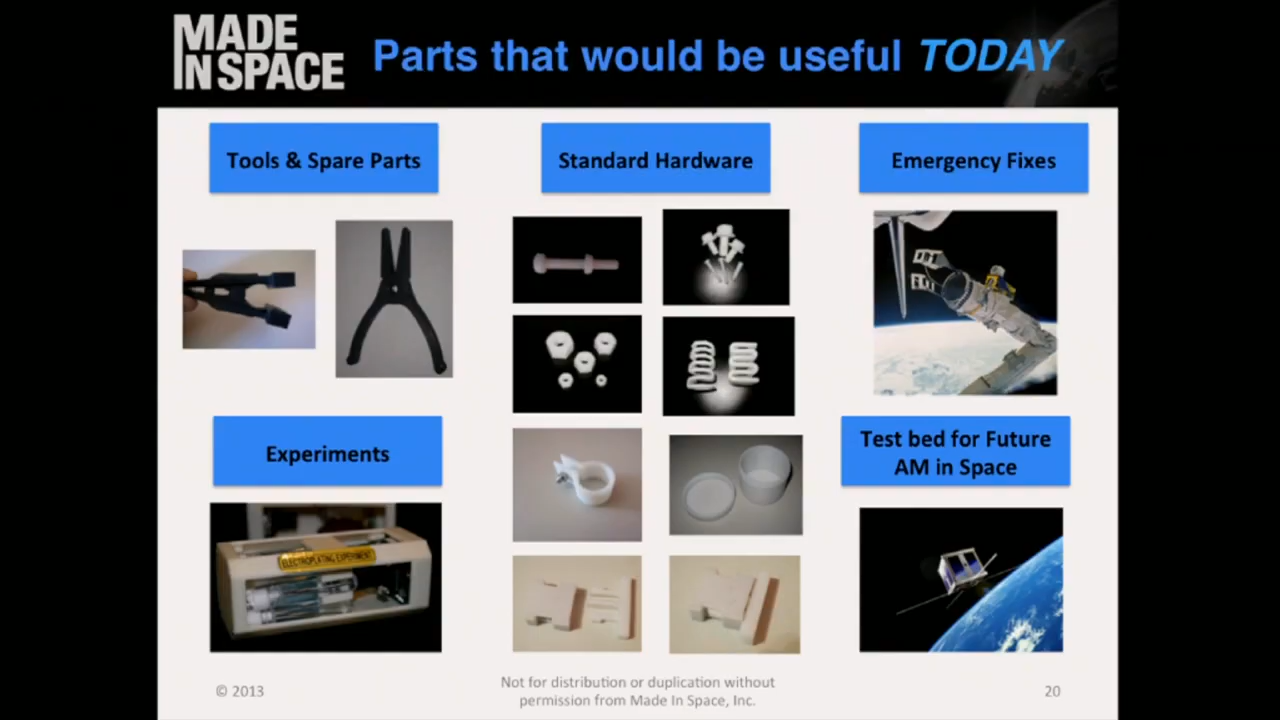 MADE
IN SPACE
Parts that would be useful TODAY
Tools & Spare Parts
Standard Hardware
Emergency Fixes
Experiments
Test bed for Future
AM in Space
ELECTROPLATING EXPERIMENT
© 2013
Not for distribution or duplication without
permission from Made In Space, Inc.
20